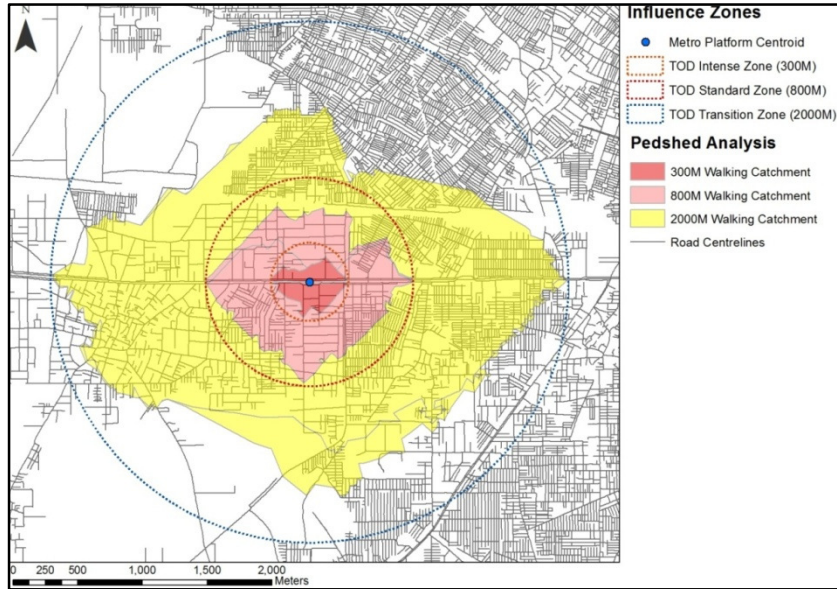 N
Influence Zones
Metro Platform Centroid
TOD Intense Zone (300M)
TOD Standard Zone (800M)
TOD Transition Zone (2000M)
Pedshed Analysis
300M Walking Catchment
800M Walking Catchment
2000M Walking Catchment
Road Centrelines
0 250 500 1,000 1,500 2,000
Meters